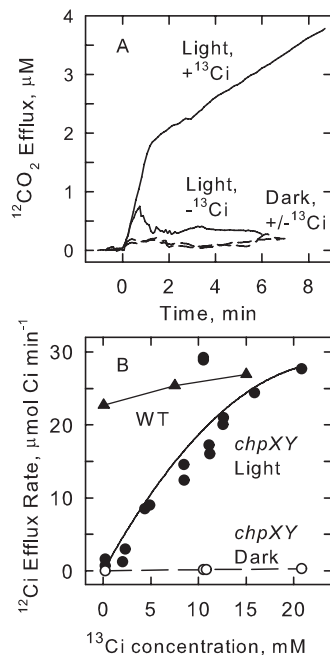 A
4
3
2
1
0
¹²CO₂ Efflux, μM
Light,
+¹³Ci
Light,
-¹³Ci
Dark,
+/-¹³Ci
0 2 4 6 8
Time, min
B
30
20
10
0
¹²Ci Efflux Rate, μmol Ci min⁻¹
WT
chpXY
Light
chpXY
Dark
0 5 10 15 20
¹³Ci concentration, mM